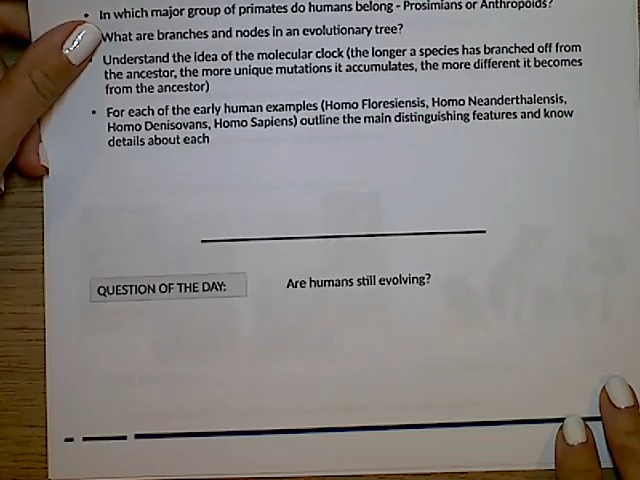 • In which major group of primates do humans belong - Prosimians or Anthropoids?
What are branches and nodes in an evolutionary tree?
Understand the idea of the molecular clock (the longer a species has branched off from
the ancestor, the more unique mutations it accumulates, the more different it becomes
from the ancestor)
• For each of the early human examples (Homo Floresiensis, Homo Neanderthalensis,
Homo Denisovans, Homo Sapiens) outline the main distinguishing features and know
details about each
QUESTION OF THE DAY: Are humans still evolving?